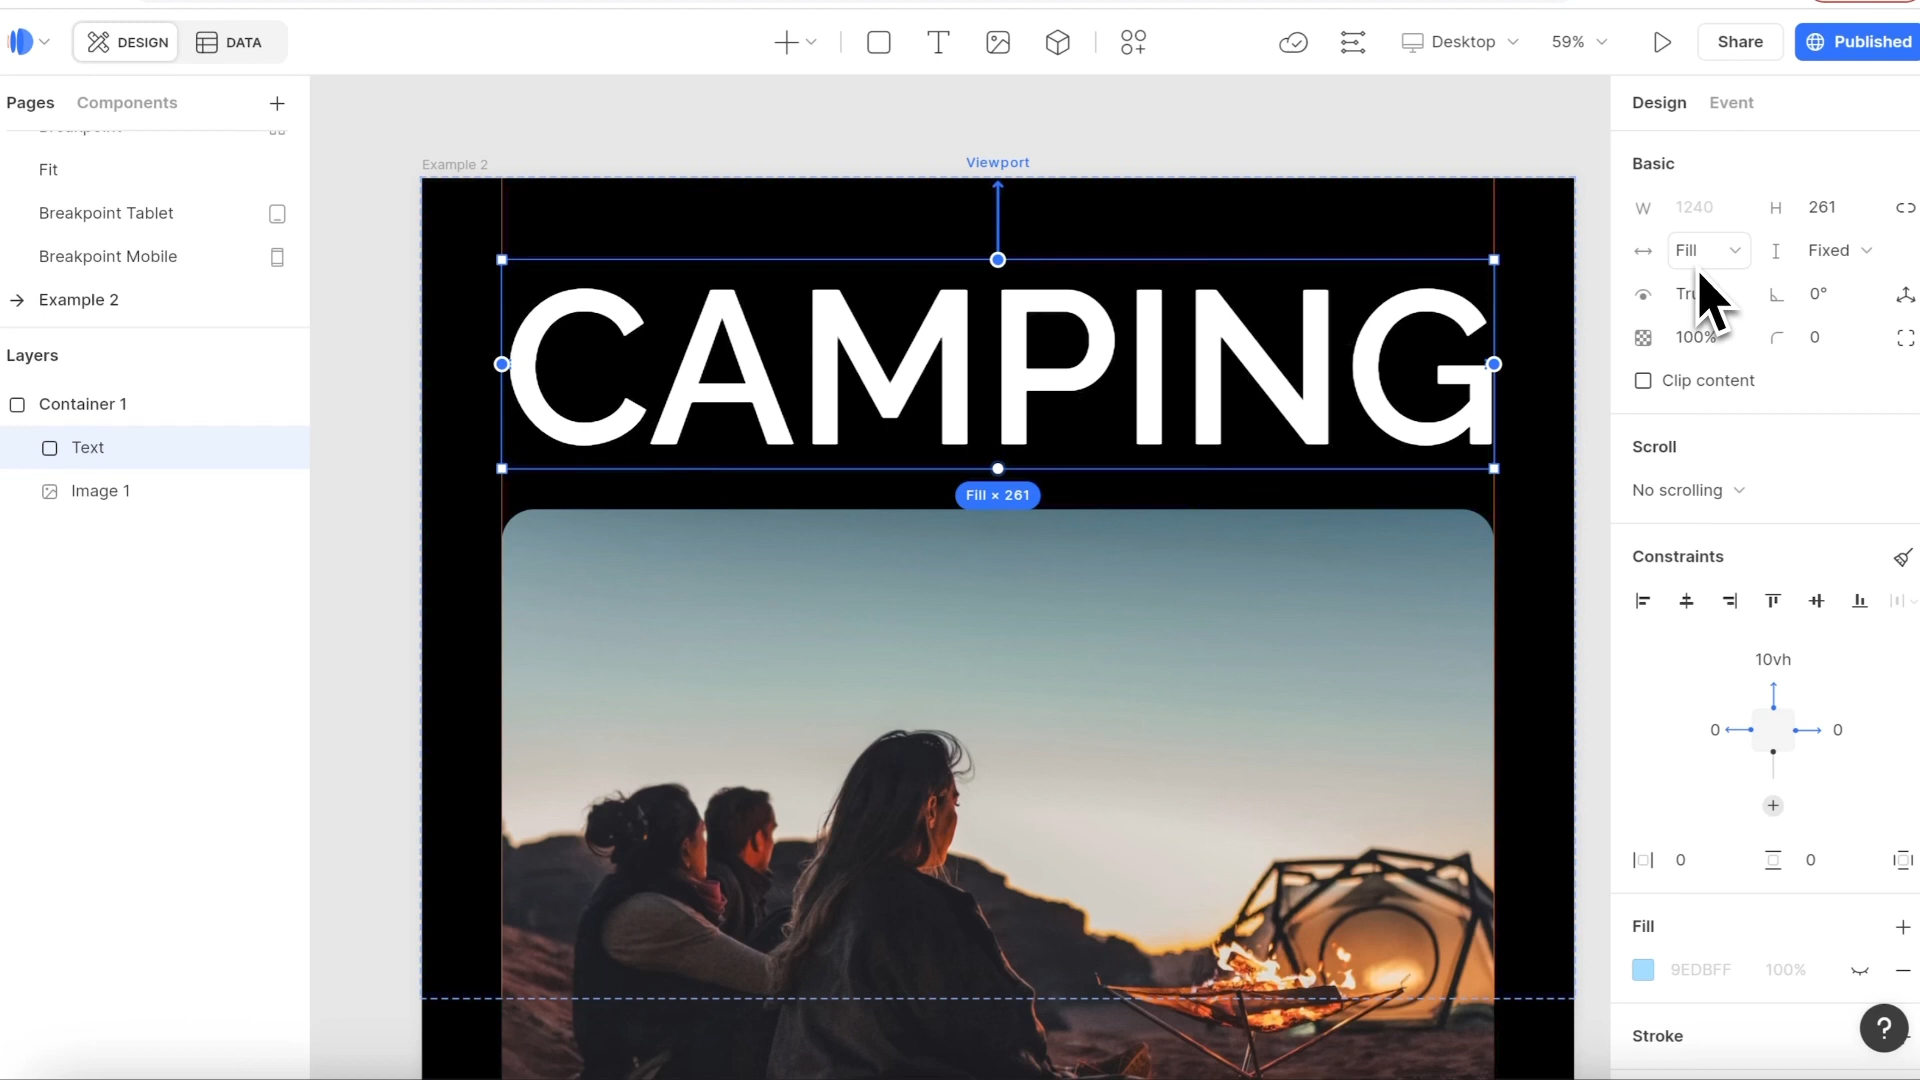 DESIGN
DATA
Desktop
59%
Share
Published
Pages
Components
Breakpoint
Fit
Breakpoint Tablet
Breakpoint Mobile
Example 2
Layers
Container 1
Text
Image 1
Example 2
Viewport
CAMPING
Fill × 261
Design
Event
Basic
W 1240 H 261
Fill Fixed
0°
100% 0
Clip content
Scroll
No scrolling
Constraints
10vh
0 0
0 0
Fill
9EDBFF 100%
Stroke
?